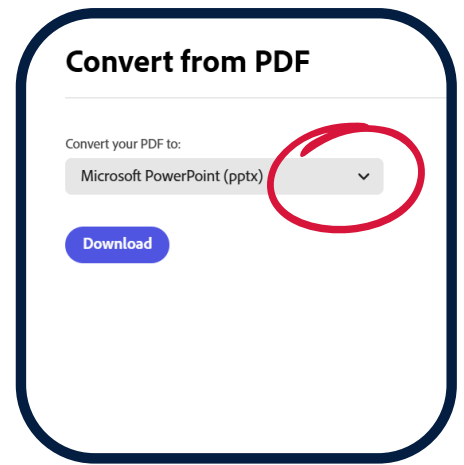 Convert from PDF
Convert your PDF to:
Microsoft PowerPoint (pptx)
Download